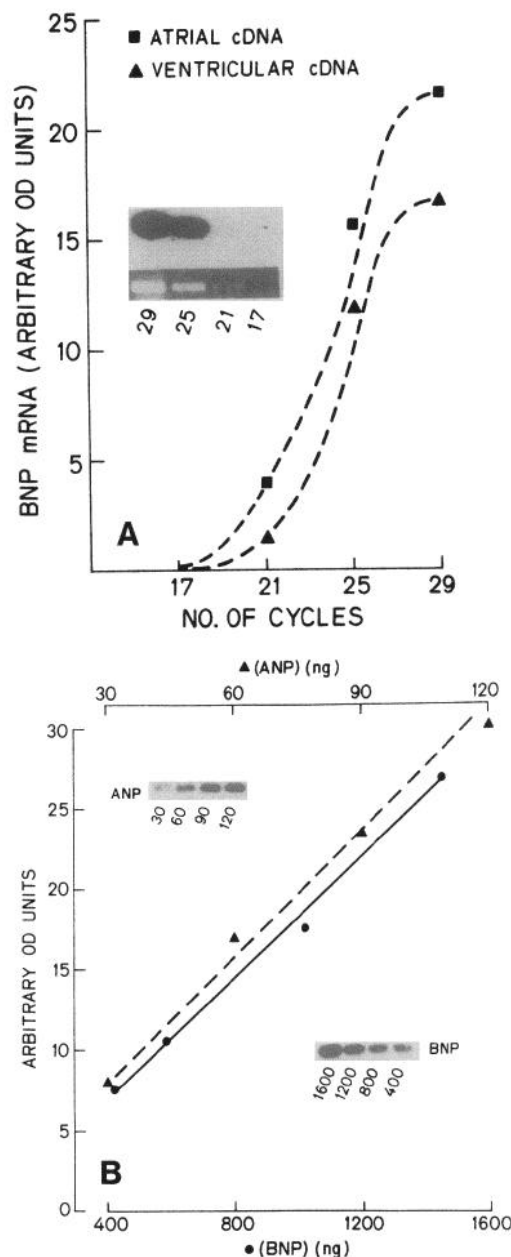 25
■ ATRIAL cDNA
▲ VENTRICULAR cDNA
20
15
10
5
BNP mRNA (ARBITRARY OD UNITS)
29 25 21 17
A
17 21 25 29
NO. OF CYCLES
▲ (ANP) (ng)
30 60 90 120
30
25
20
15
10
5
0
ARBITRARY OD UNITS
ANP
30 60 90 120
BNP
1600 1200 800 400
B
400 800 1200 1600
● (BNP) (ng)